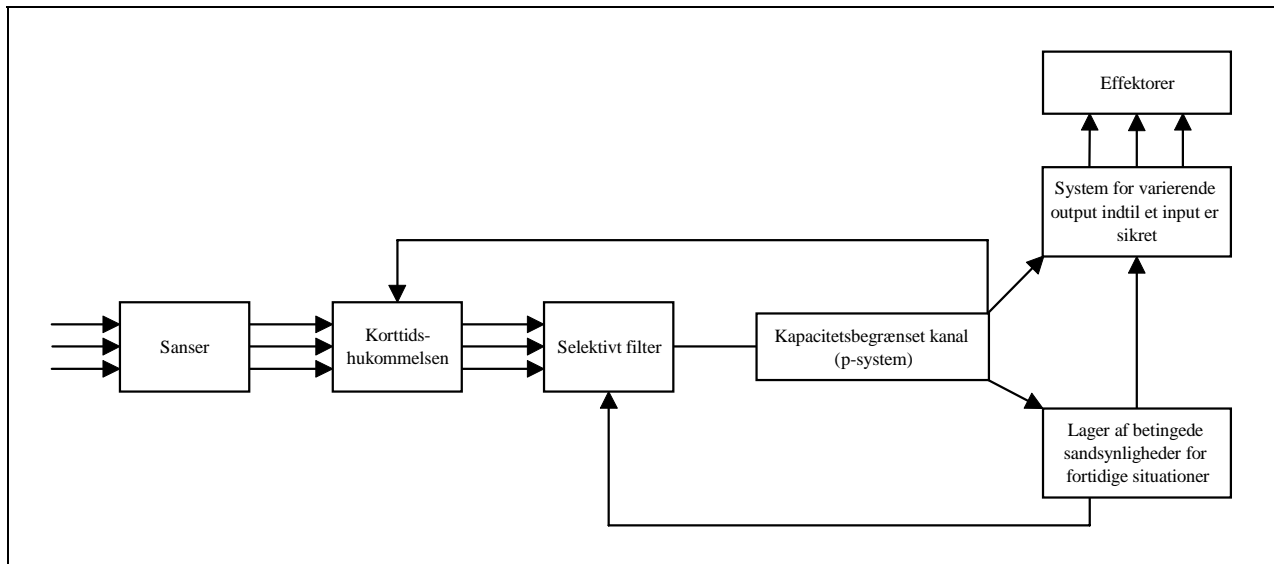 Effektorer
System for varierende
output indtil et input er
sikret
Sanser
Korttids-
hukommelsen
Selektivt filter
Kapacitetsbegrænset kanal
(p-system)
Lager af betingede
sandsynligheder for
fortidige situationer